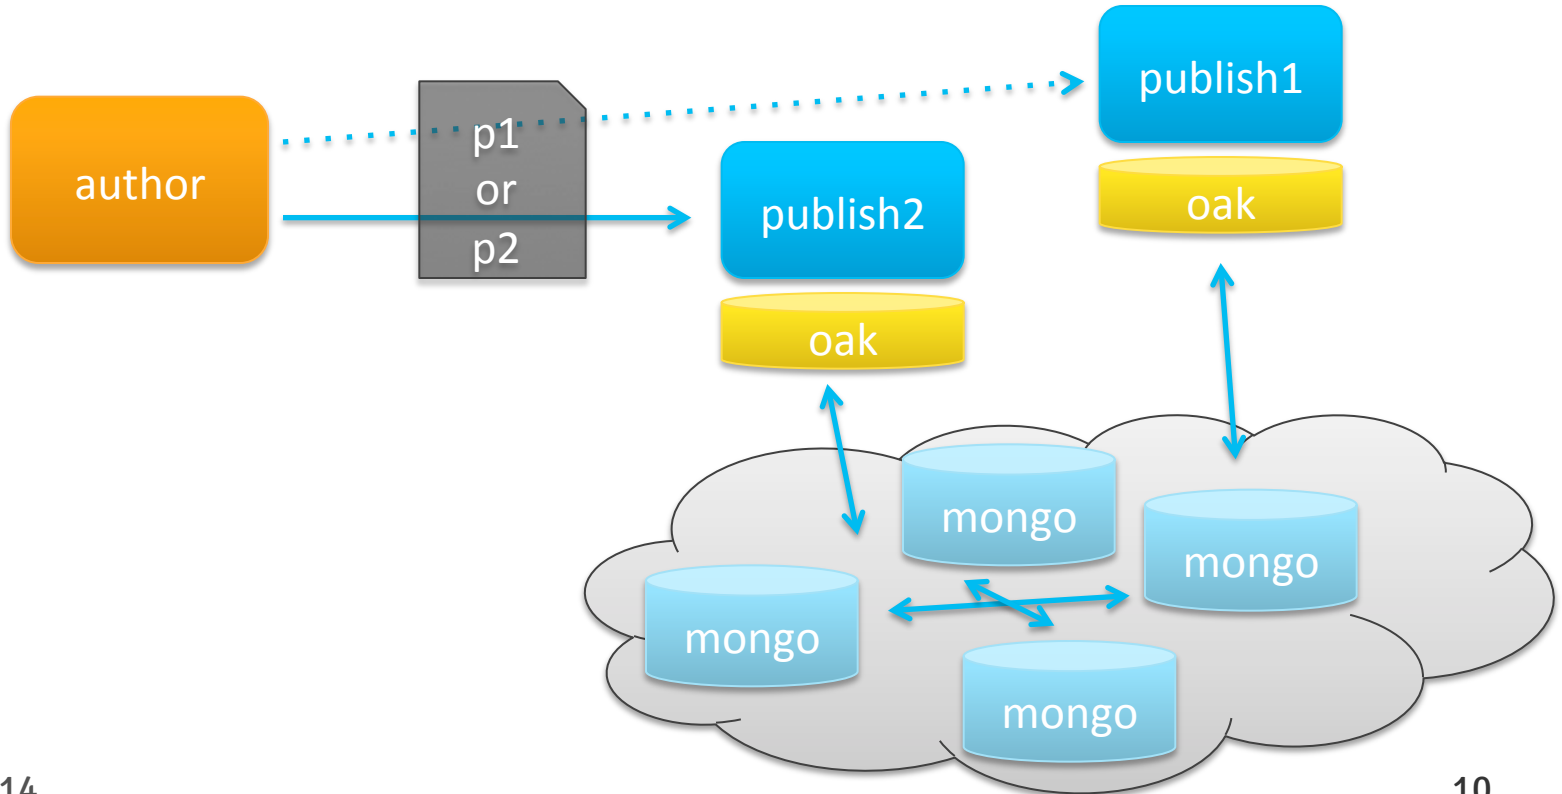 publish1
p1
or
p2
author
oak
publish2
oak
mongo
mongo
mongo
mongo
14
10